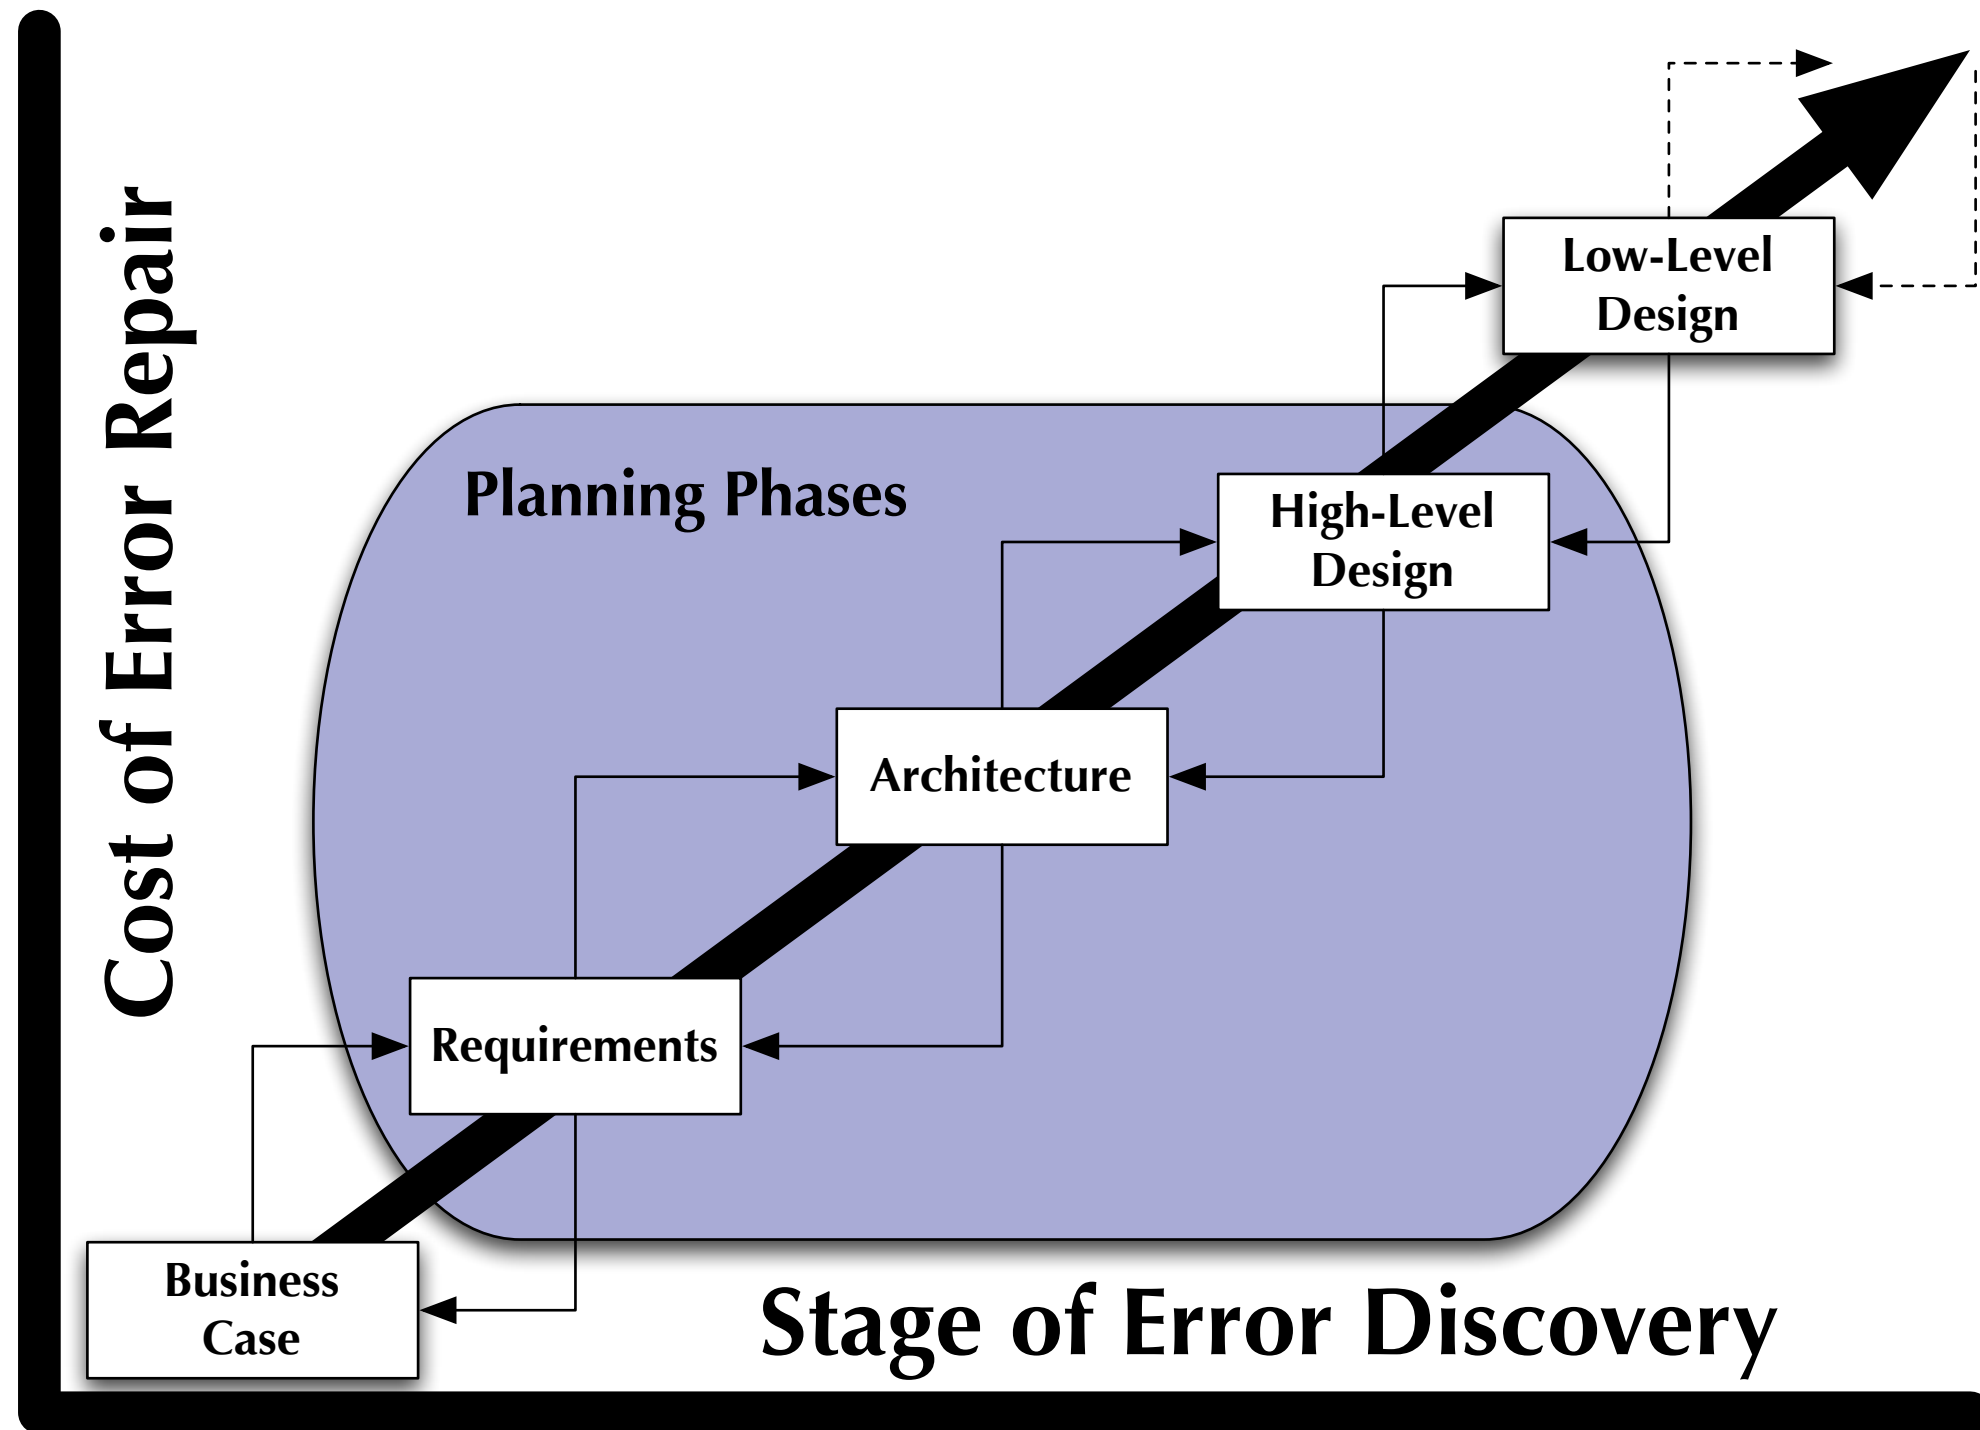 Cost of Error Repair
Low-Level
Design
Planning Phases
High-Level
Design
Architecture
Requirements
Business
Case
Stage of Error Discovery